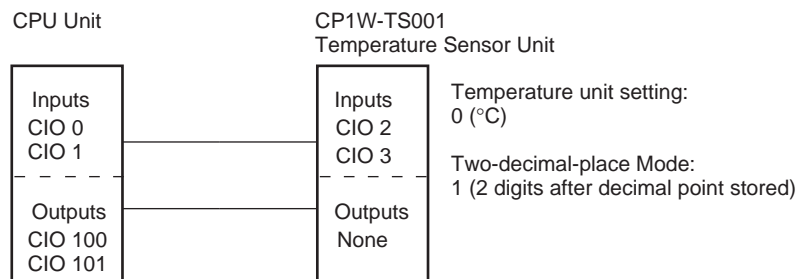 CPU Unit
CP1W-TS001
Temperature Sensor Unit
Inputs
CIO 0
CIO 1
Outputs
CIO 100
CIO 101
Inputs
CIO 2
CIO 3
Outputs
None
Temperature unit setting:
0 (°C)
Two-decimal-place Mode:
1 (2 digits after decimal point stored)